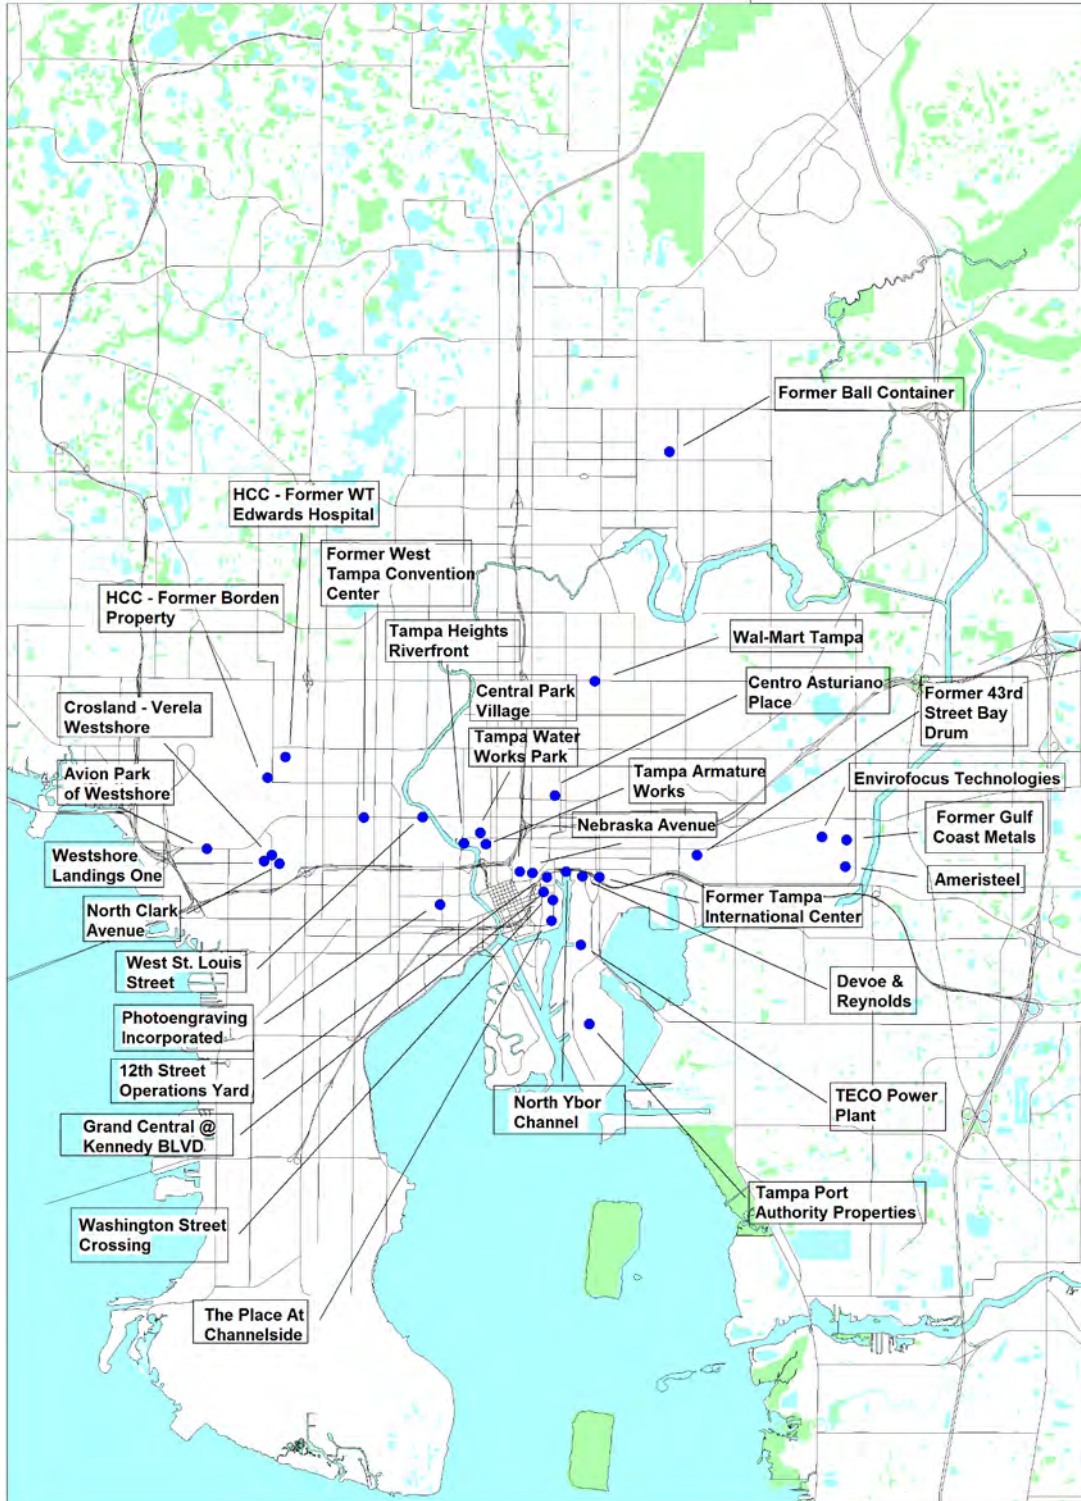 Former Ball Container
HCC - Former WT
Edwards Hospital
Former West
Tampa Convention
Center
HCC - Former Borden
Property
Tampa Heights
Riverfront
Wal-Mart Tampa
Central Park
Village
Centro Asturiano
Place
Former 43rd
Street Bay
Drum
Crosland - Verela
Westshore
Tampa Water
Works Park
Avion Park
of Westshore
Tampa Armature
Works
Envirofocus Technologies
Nebraska Avenue
Former Gulf
Coast Metals
Westshore
Landings One
Ameristeel
North Clark
Avenue
Former Tampa
International Center
West St. Louis
Street
Devoe &
Reynolds
Photoengraving
Incorporated
12th Street
Operations Yard
North Ybor
Channel
TECO Power
Plant
Grand Central @
Kennedy BLVD
Tampa Port
Authority Properties
Washington Street
Crossing
The Place At
Channelside